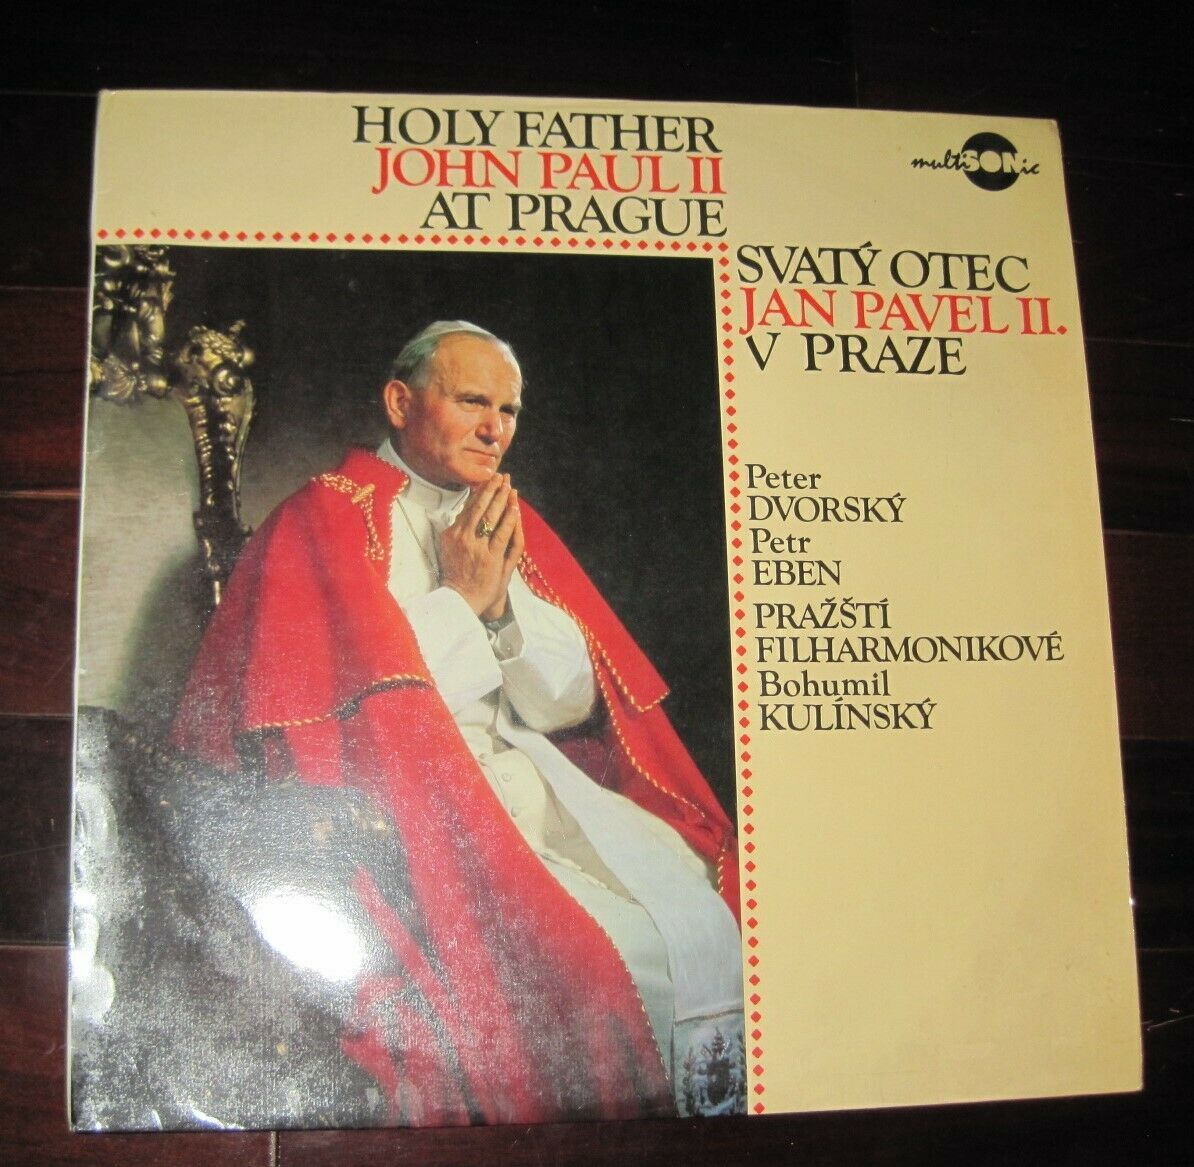 HOLY FATHER
JOHN PAUL II
AT PRAGUE
multiSONic
SVATÝ OTEC
JAN PAVEL II.
V PRAZE
Peter
DVORSKÝ
Petr
EBEN
PRAŽŠTÍ
FILHARMONIKOVÉ
Bohumil
KULÍNSKÝ